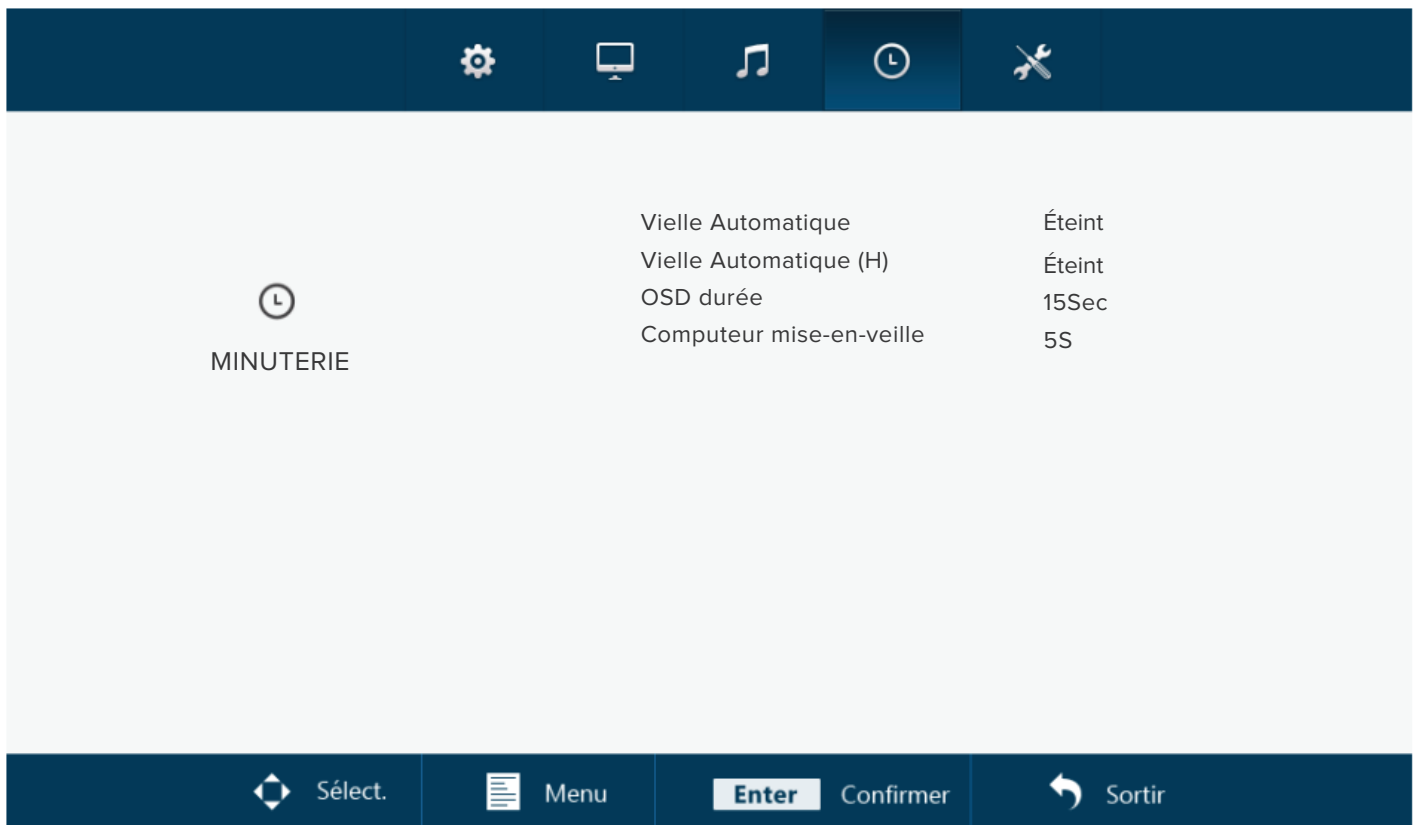 Vielle Automatique Éteint
Vielle Automatique (H) Éteint
OSD durée 15Sec
Computeur mise-en-veille 5S
MINUTERIE
Sélect. Menu Enter Confirmer Sortir